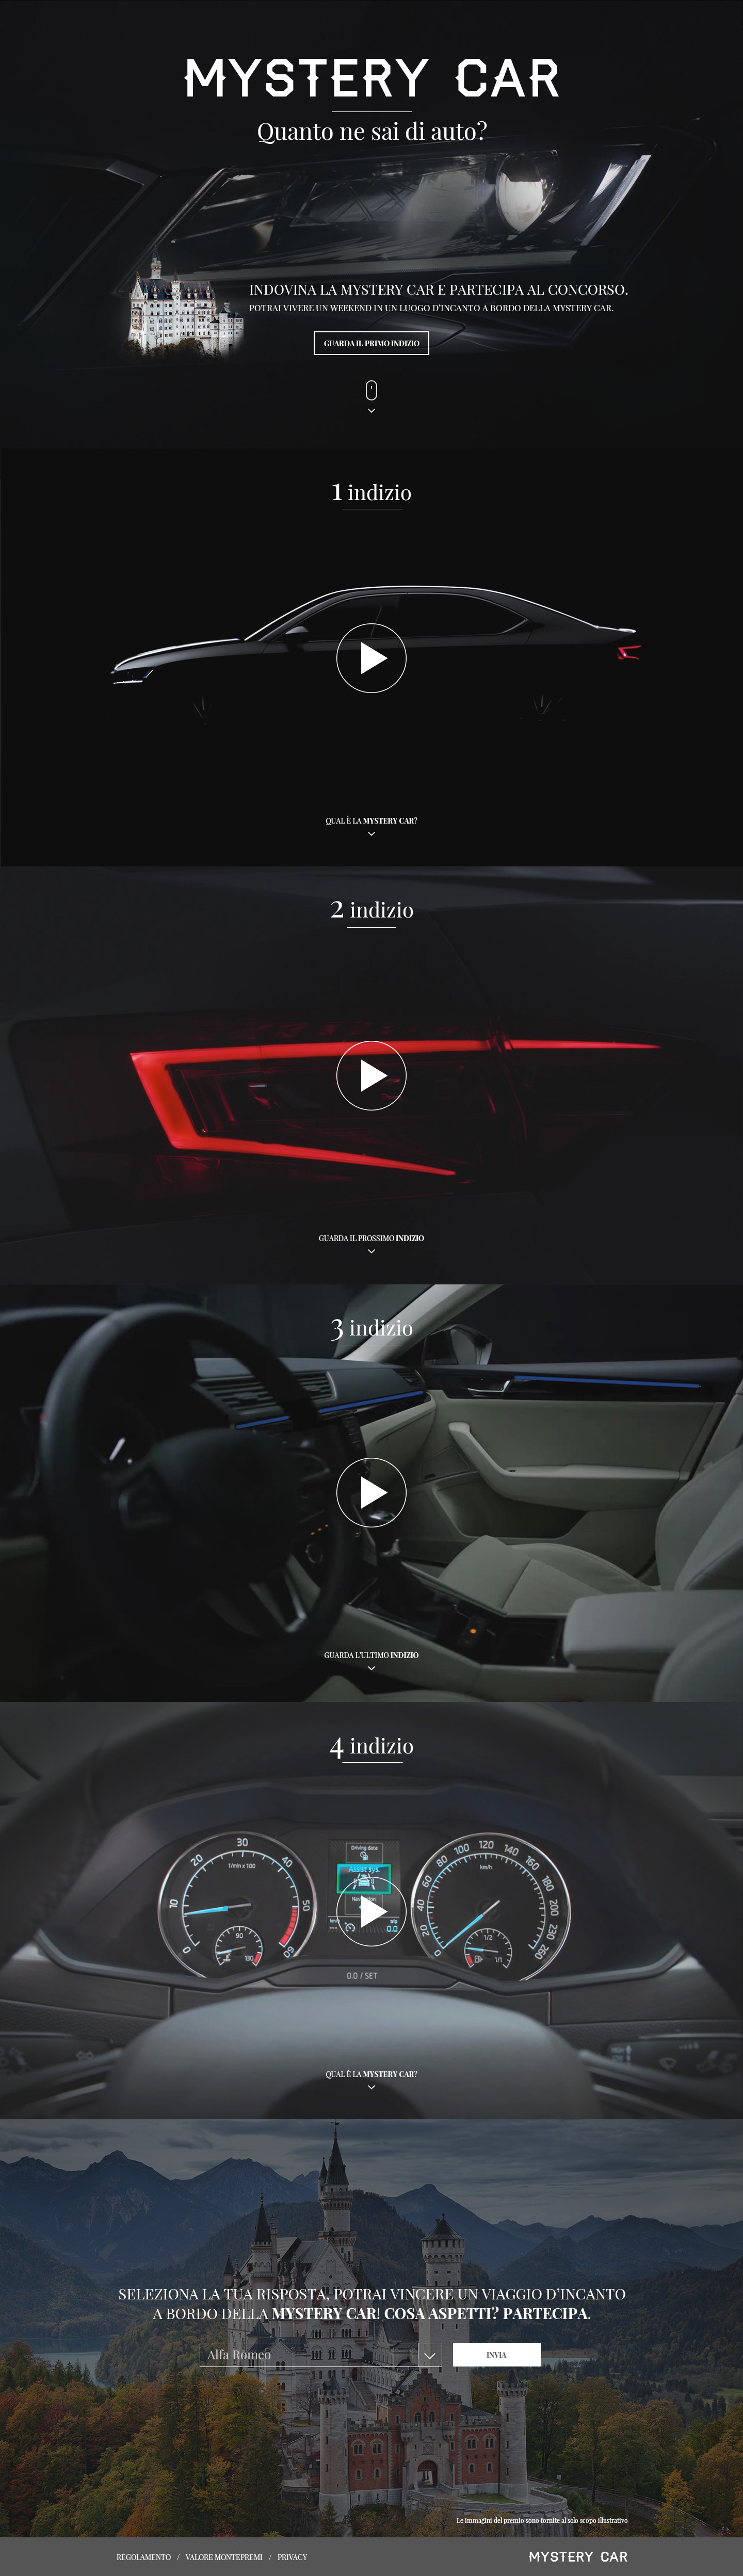 MYSTERY CAR
Quanto ne sai di auto?
INDOVINA LA MYSTERY CAR E PARTECIPA AL CONCORSO.
POTRAI VIVERE UN WEEKEND IN UN LUOGO D'INCANTO A BORDO DELLA MYSTERY CAR.
GUARDA IL PRIMO INDIZIO
1 indizio
QUAL È LA MYSTERY CAR?
2 indizio
GUARDA IL PROSSIMO INDIZIO
3 indizio
GUARDA L'ULTIMO INDIZIO
4 indizio
0 10 20 30 40 50 60
1/min x 100
90 130
Driving data
Assist sys.
0.0
0 20 40 60 80 100 120 140 160 180 200 220 240 260
km/h
1/2 1/1
0.0 / SET
QUAL È LA MYSTERY CAR?
SELEZIONA LA TUA RISPOSTA, POTRAI VINCERE UN VIAGGIO D'INCANTO
A BORDO DELLA MYSTERY CAR! COSA ASPETTI? PARTECIPA.
Alfa Romeo
INVIA
Le immagini del premio sono fornite al solo scopo illustrativo
REGOLAMENTO / VALORE MONTEPREMI / PRIVACY
MYSTERY CAR